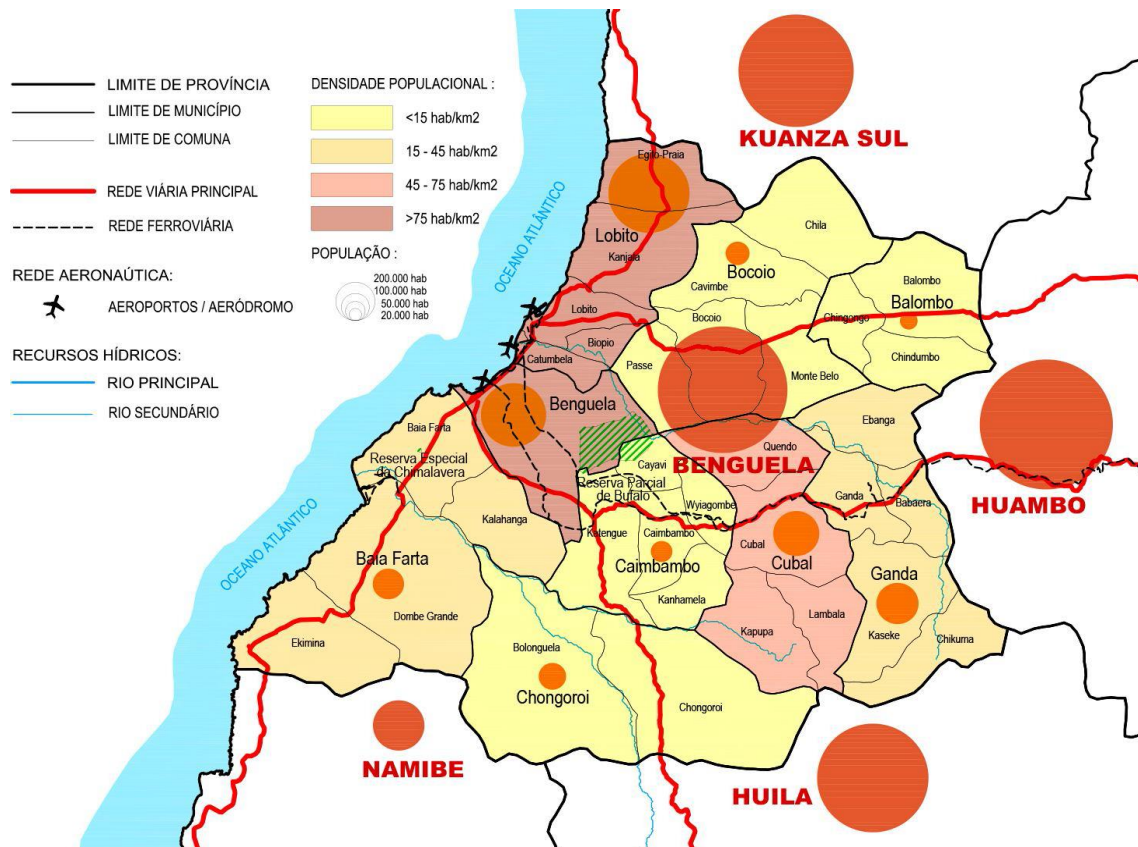 LIMITE DE PROVÍNCIA
LIMITE DE MUNICÍPIO
LIMITE DE COMUNA
REDE VIÁRIA PRINCIPAL
REDE FERROVIÁRIA
REDE AERONAÚTICA:
AEROPORTOS / AERÓDROMO
RECURSOS HÍDRICOS:
RIO PRINCIPAL
RIO SECUNDÁRIO
DENSIDADE POPULACIONAL :
<15 hab/km2
15 - 45 hab/km2
45 - 75 hab/km2
>75 hab/km2
POPULAÇÃO :
200.000 hab
100.000 hab
50.000 hab
20.000 hab
OCEANO ATLÂNTICO
OCEANO ATLÂNTICO
KUANZA SUL
Egito-Praia
Lobito
Kanjala
Lobito
Biopio
Catumbela
Chila
Bocoio
Cavimbe
Bocoio
Passe
Monte Belo
Balombo
Balombo
Chingongo
Chindumbo
Benguela
BENGUELA
HUAMBO
Baia Farta
Reserva Especial
da Chimalavera
Kalahanga
Baia Farta
Dombe Grande
Ekimina
Cayavi
Reserva Parcial
de Bufalo
Wyiagombe
Katengue
Caimbambo
Caimbambo
Kanhamela
Quendo
Cubal
Cubal
Kapupa
Lambala
Ebanga
Ganda
Babaera
Ganda
Kaseke
Chikuma
Bolonguela
Chongoroi
Chongoroi
NAMIBE
HUILA